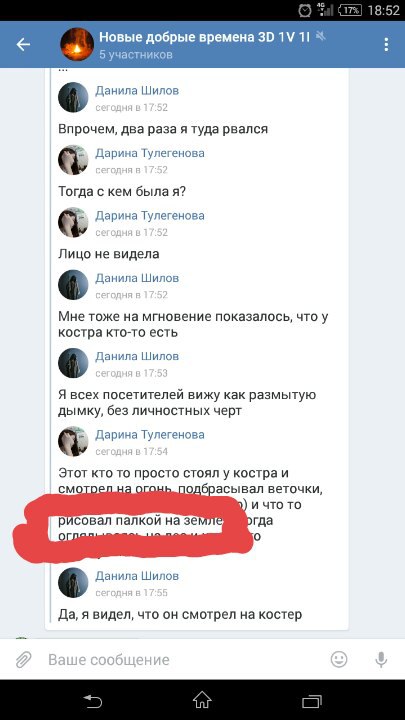 4G 17% 18:52
Новые добрые времена 3D 1V 1I
5 участников
...
Данила Шилов
сегодня в 17:52
Впрочем, два раза я туда рвался
Дарина Тулегенова
сегодня в 17:52
Тогда с кем была я?
Дарина Тулегенова
сегодня в 17:52
Лицо не видела
Данила Шилов
сегодня в 17:52
Мне тоже на мгновение показалось, что у
костра кто-то есть
Данила Шилов
сегодня в 17:53
Я всех посетителей вижу как размытую
дымку, без личностных черт
Дарина Тулегенова
сегодня в 17:54
Этот кто то просто стоял у костра и
смотрел на огонь, подбрасывал веточки,
) и что то
рисовал палкой на земле
Данила Шилов
сегодня в 17:55
Да, я видел, что он смотрел на костер
Ваше сообщение